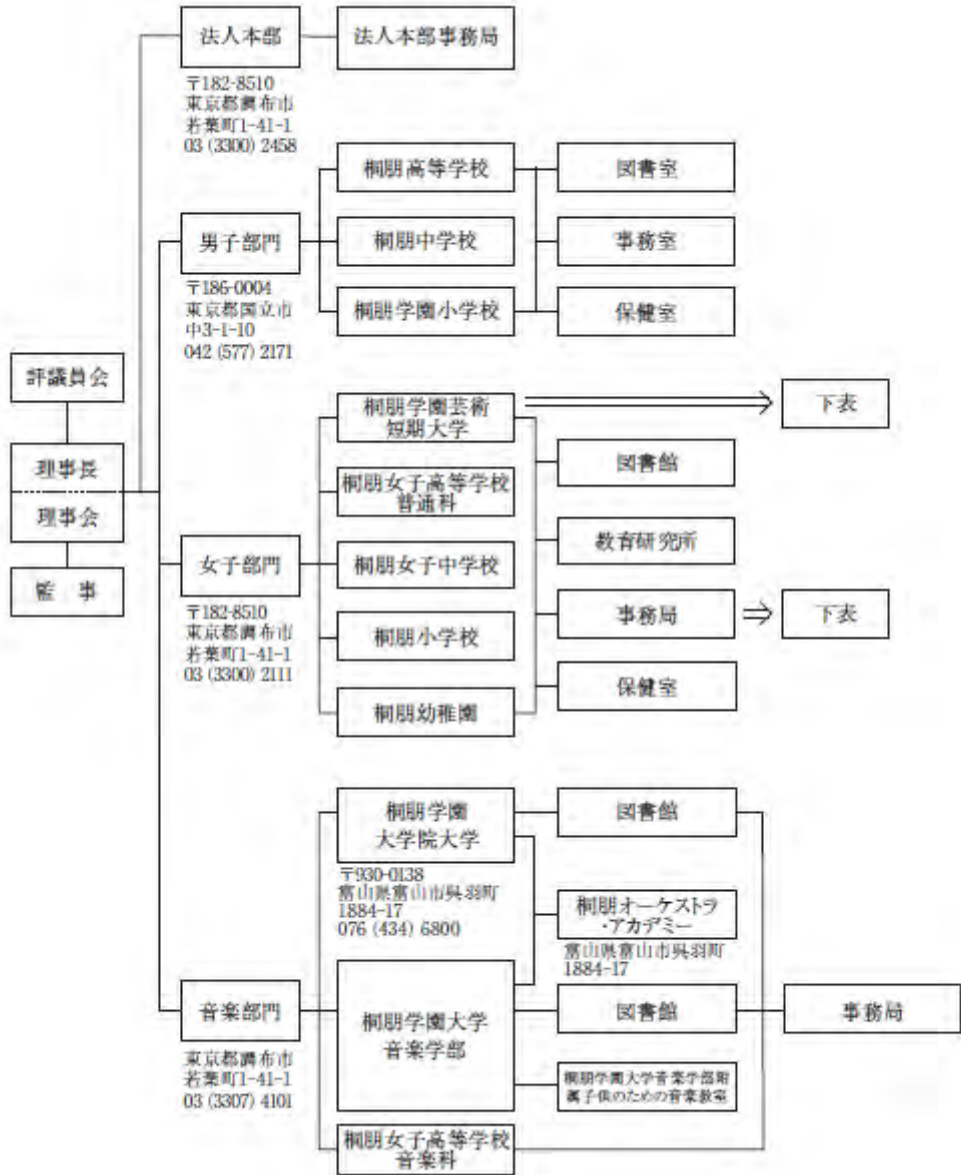 法人本部
法人本部事務局
〒182-8510
東京都調布市
若葉町1-41-1
03 (3300) 2458
桐朋高等学校
図書室
男子部門
桐朋中学校
事務室
〒186-0004
東京都国立市
中3-1-10
042 (577) 2171
桐朋学園小学校
保健室
評議員会
理事長
理事会
監　事
桐朋学園芸術
短期大学
下表
図書館
桐朋女子高等学校
普通科
教育研究所
女子部門
桐朋女子中学校
〒182-8510
東京都調布市
若葉町1-41-1
03 (3300) 2111
桐朋小学校
事務局
下表
保健室
桐朋幼稚園
桐朋学園
大学院大学
図書館
〒930-0138
富山県富山市呉羽町
1884-17
076 (434) 6800
桐朋オーケストラ
・アカデミー
富山県富山市呉羽町
1884-17
音楽部門
桐朋学園大学
音楽学部
図書館
事務局
東京都調布市
若葉町1-41-1
03 (3307) 4101
桐朋学園大学音楽学部附
属子供のための音楽教室
桐朋女子高等学校
音楽科